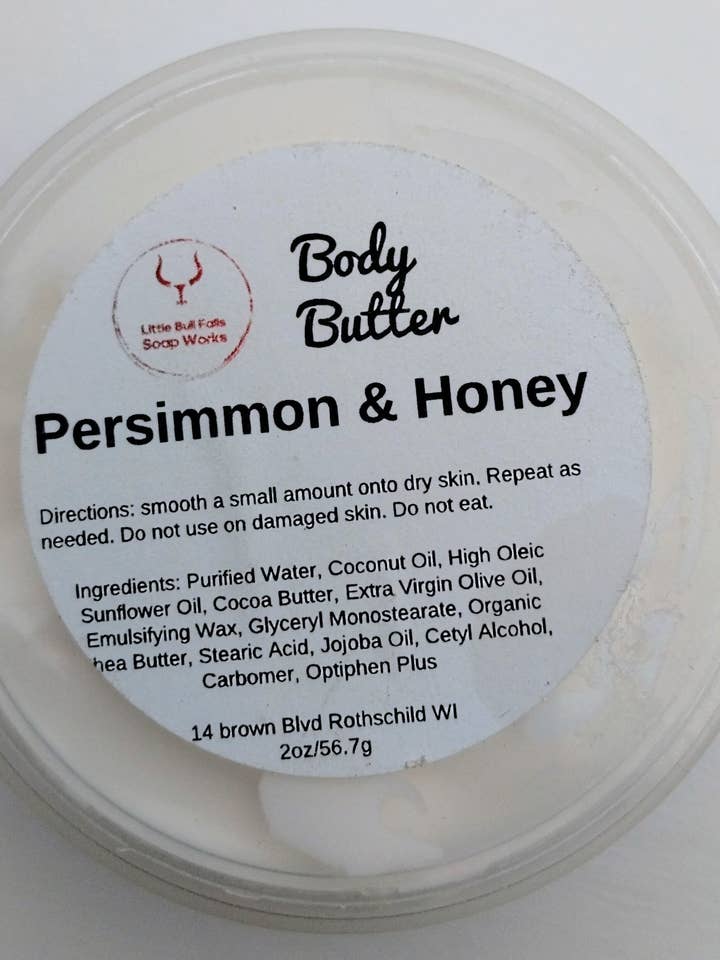 Little Bull Falls
Soap Works
Body
Butter
Persimmon & Honey
Directions: smooth a small amount onto dry skin. Repeat as
needed. Do not use on damaged skin. Do not eat.
Ingredients: Purified Water, Coconut Oil, High Oleic
Sunflower Oil, Cocoa Butter, Extra Virgin Olive Oil,
Emulsifying Wax, Glyceryl Monostearate, Organic
hea Butter, Stearic Acid, Jojoba Oil, Cetyl Alcohol,
Carbomer, Optiphen Plus
14 brown Blvd Rothschild WI
2oz/56.7g